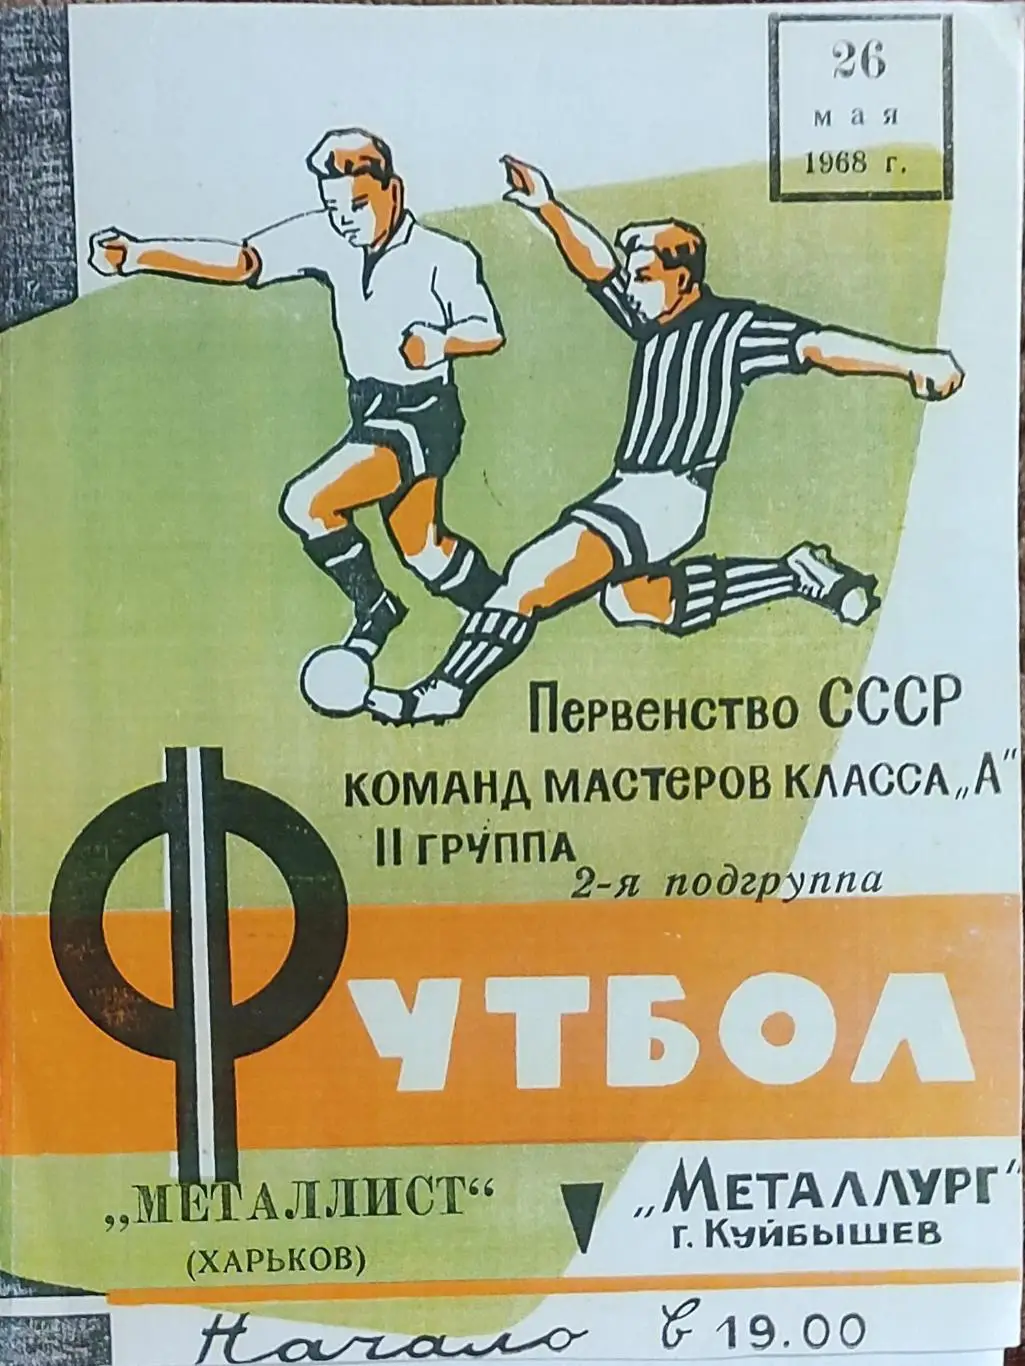 26
мая
1968 г.
Первенство СССР
команд мастеров класса „А"
II группа
2-я подгруппа
ФУТБОЛ
„МЕТАЛЛИСТ“
(ХАРЬКОВ)
„Металлург"
г. Куйбышев
Начало в 19.00